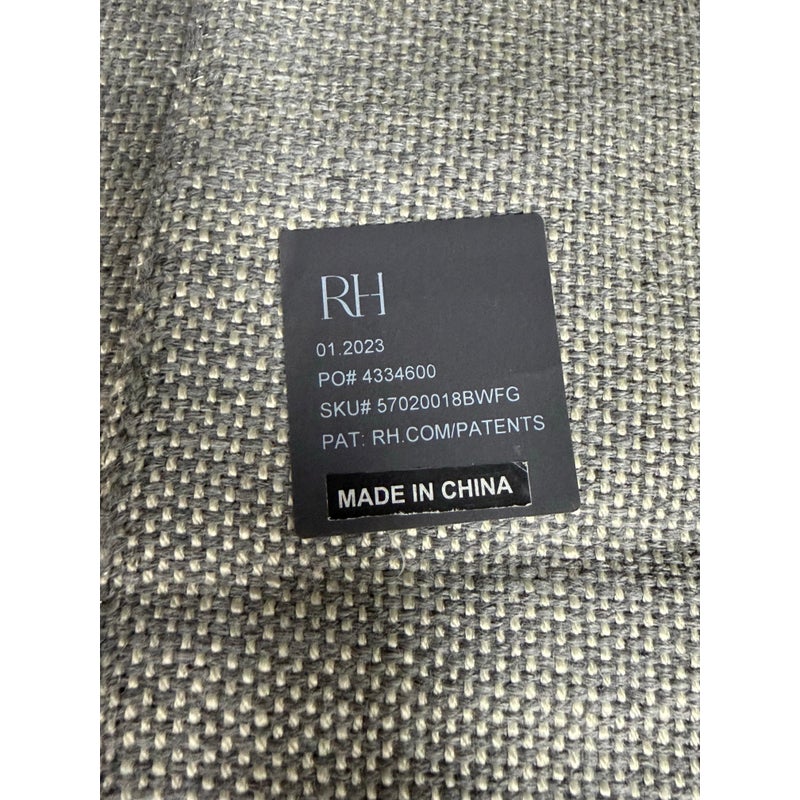 RH
01.2023
PO# 4334600
SKU# 57020018BWFG
PAT: RH.COM/PATENTS
MADE IN CHINA